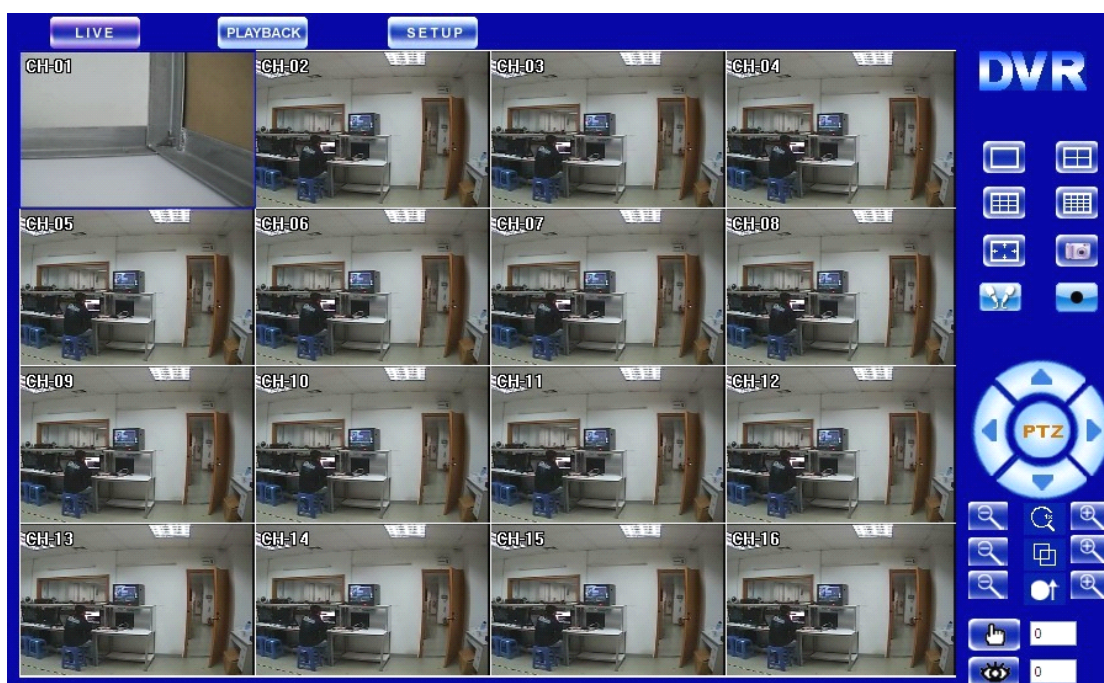 LIVE PLAYBACK SETUP
DVR
CH-01 CH-02 CH-03 CH-04
CH-05 CH-06 CH-07 CH-08
CH-09 CH-10 CH-11 CH-12
CH-13 CH-14 CH-15 CH-16
PTZ
1x
0
0